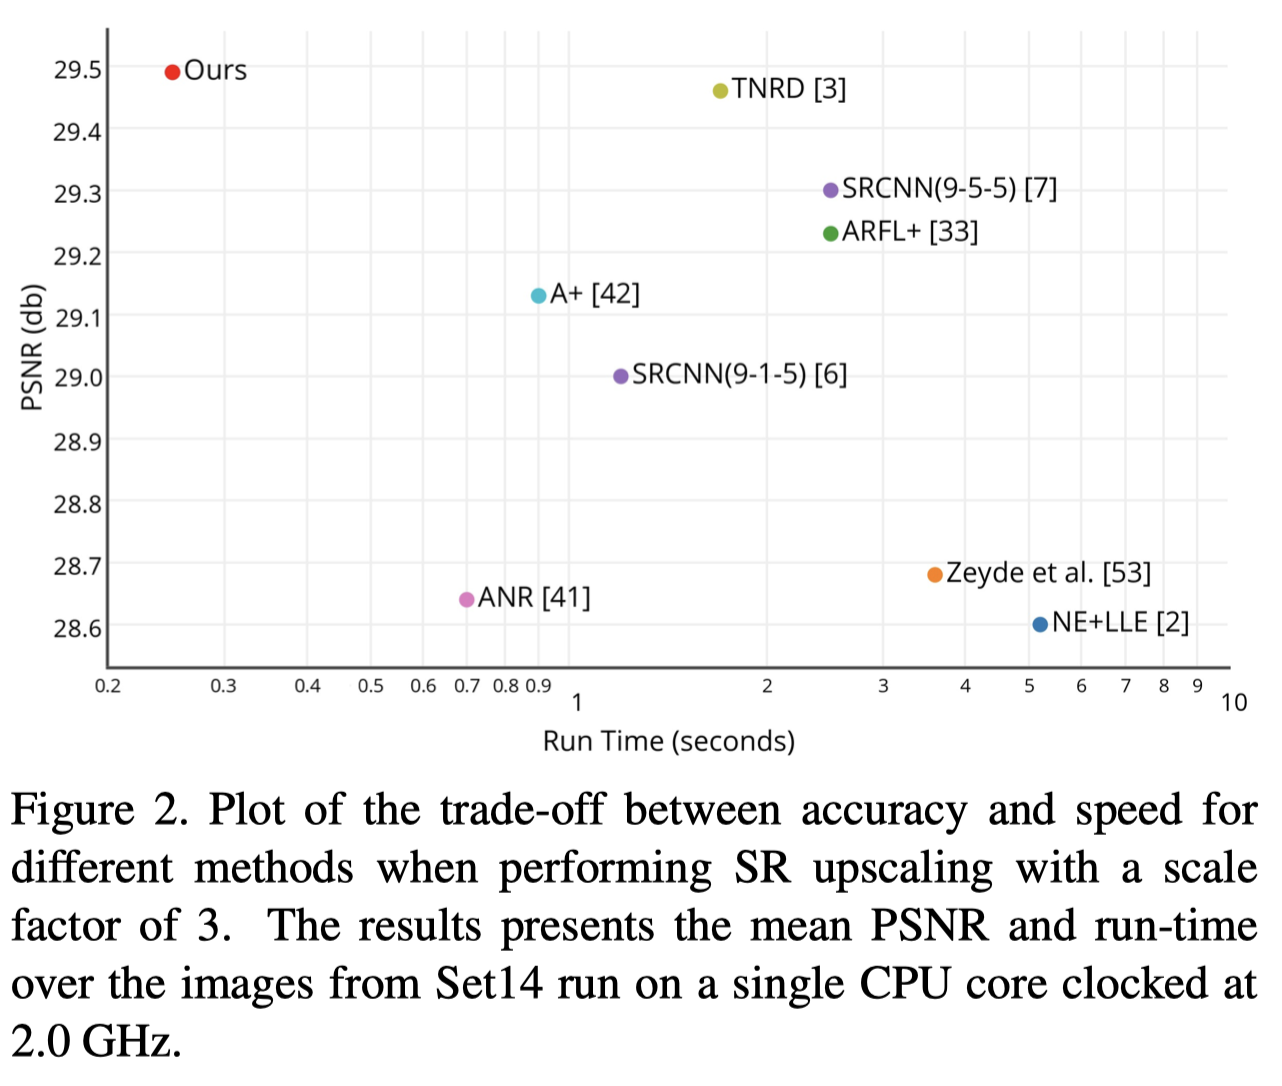 29.5
Ours
TNRD [3]
29.4
29.3
SRCNN(9-5-5) [7]
ARFL+ [33]
29.2
A+ [42]
29.1
PSNR (db)
29.0
SRCNN(9-1-5) [6]
28.9
28.8
28.7
Zeyde et al. [53]
ANR [41]
28.6
NE+LLE [2]
0.2 0.3 0.4 0.5 0.6 0.7 0.8 0.9 1 2 3 4 5 6 7 8 9 10
Run Time (seconds)
Figure 2. Plot of the trade-off between accuracy and speed for
different methods when performing SR upscaling with a scale
factor of 3. The results presents the mean PSNR and run-time
over the images from Set14 run on a single CPU core clocked at
2.0 GHz.